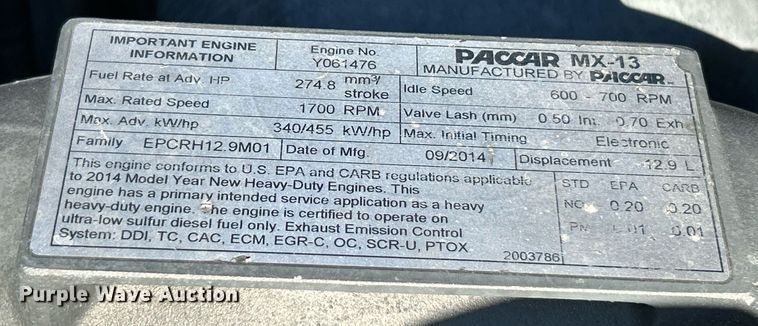 IMPORTANT ENGINE INFORMATION
Engine No. Y061476
PACCAR MX-13
MANUFACTURED BY PACCAR
Fuel Rate at Adv. HP 274.8 mm³/stroke
Idle Speed 600 - 700 RPM
Max. Rated Speed 1700 RPM
Valve Lash (mm) 0.50 Int. 0.70 Exh.
Max. Adv. kW/hp 340/455 kW/hp
Max. Initial Timing Electronic
Family EPCRH12.9M01
Date of Mfg. 09/2014
Displacement 12.9 L
This engine conforms to U.S. EPA and CARB regulations applicable
to 2014 Model Year New Heavy-Duty Engines. This
engine has a primary intended service application as a heavy
heavy-duty engine. The engine is certified to operate on
ultra-low sulfur diesel fuel only. Exhaust Emission Control
System: DDI, TC, CAC, ECM, EGR-C, OC, SCR-U, PTOX
STD EPA CARB
0.20 0.20
PM 0.01 0.01
2003786
Purple Wave Auction